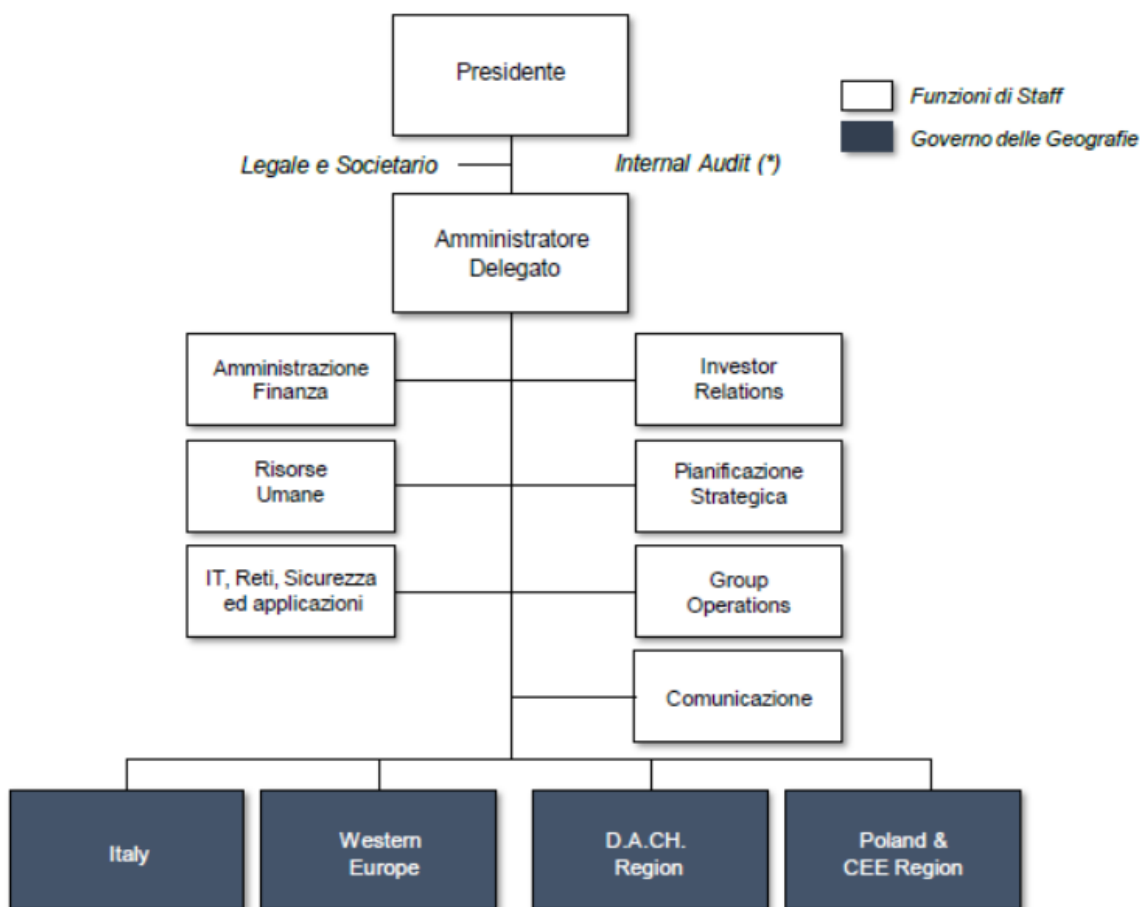 Presidente
Funzioni di Staff
Governo delle Geografie
Legale e Societario
Internal Audit (*)
Amministratore
Delegato
Amministrazione
Finanza
Investor
Relations
Risorse
Umane
Pianificazione
Strategica
IT, Reti, Sicurezza
ed applicazioni
Group
Operations
Comunicazione
Italy
Western
Europe
D.A.CH.
Region
Poland &
CEE Region